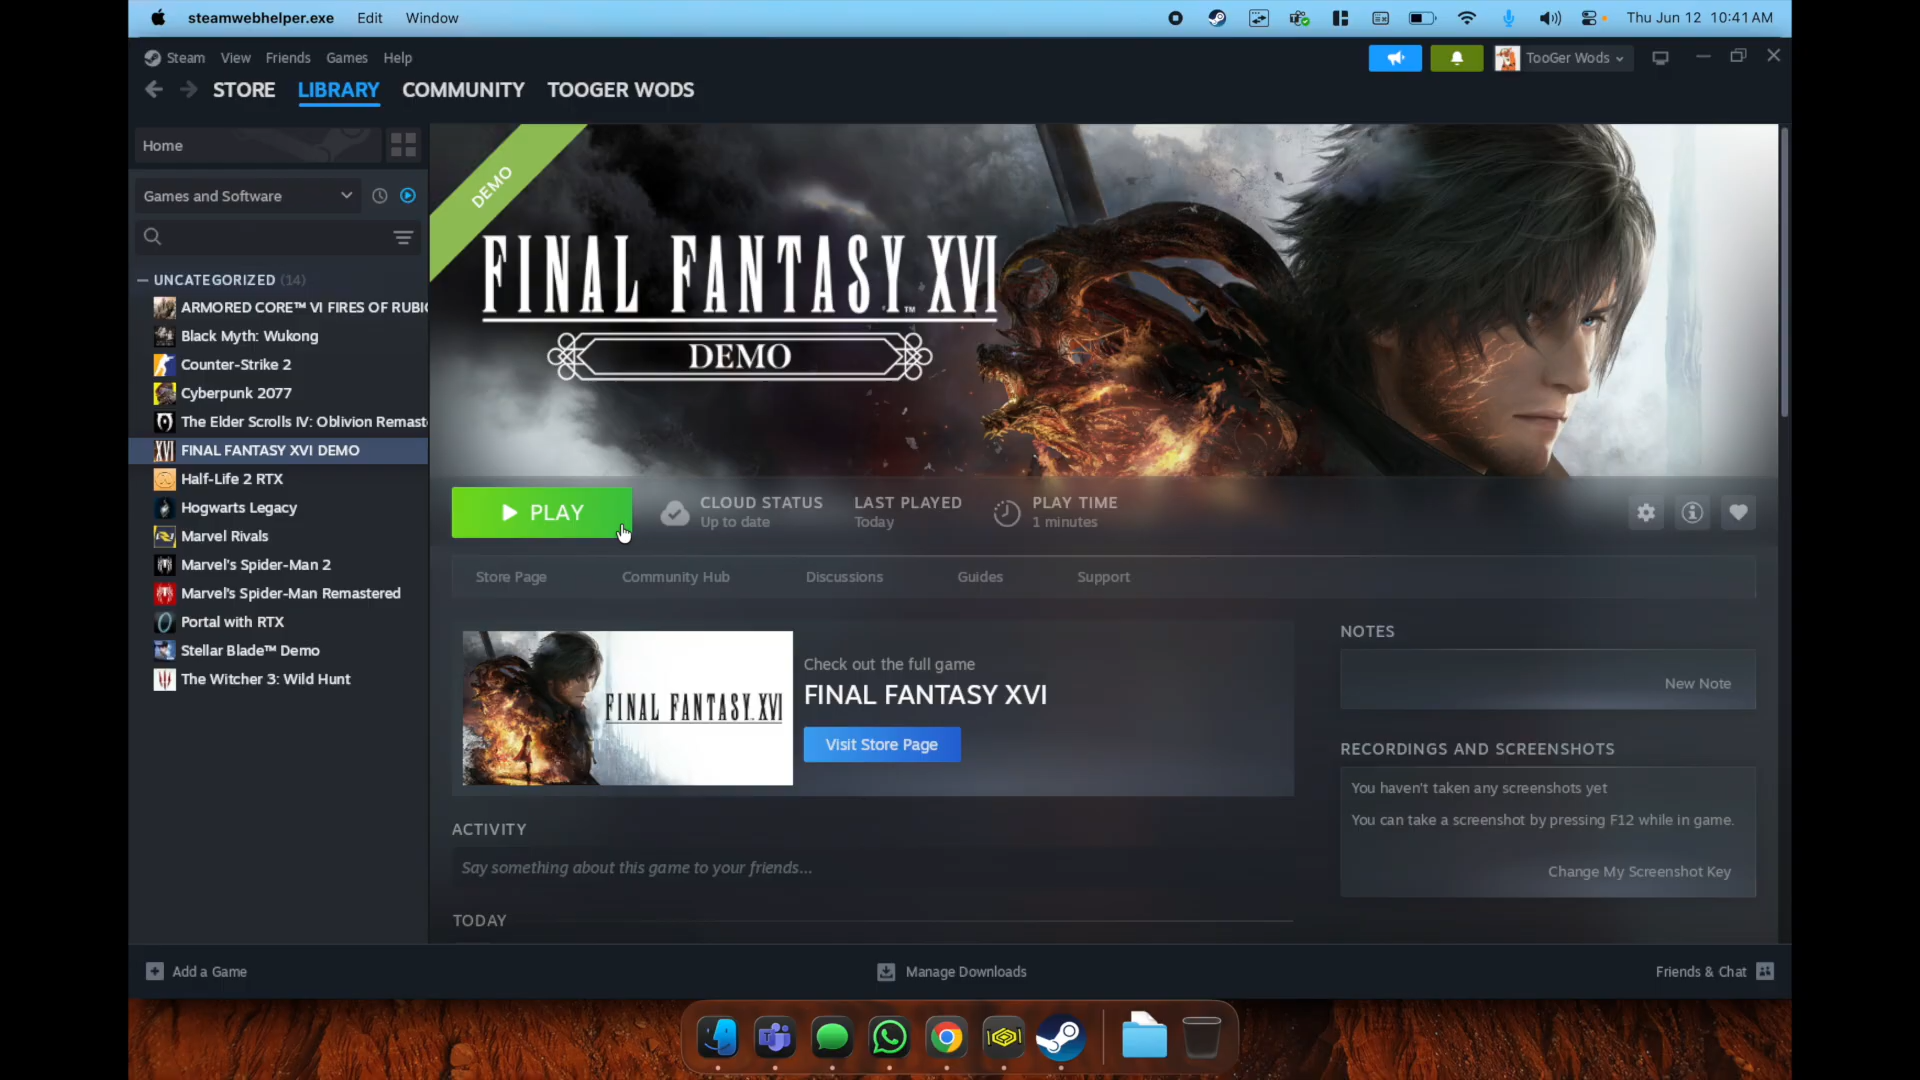 steamwebhelper.exe Edit Window
Thu Jun 12 10:41 AM
Steam View Friends Games Help
TooGer Wods
STORE LIBRARY COMMUNITY TOOGER WODS
Home
Games and Software
UNCATEGORIZED (14)
ARMORED CORE™ VI FIRES OF RUBI
Black Myth: Wukong
Counter-Strike 2
Cyberpunk 2077
The Elder Scrolls IV: Oblivion Remast
FINAL FANTASY XVI DEMO
Half-Life 2 RTX
Hogwarts Legacy
Marvel Rivals
Marvel's Spider-Man 2
Marvel's Spider-Man Remastered
Portal with RTX
Stellar Blade™ Demo
The Witcher 3: Wild Hunt
DEMO
FINAL FANTASY XVI™
DEMO
PLAY
CLOUD STATUS
Up to date
LAST PLAYED
Today
PLAY TIME
1 minutes
Store Page Community Hub Discussions Guides Support
FINAL FANTASY XVI
Check out the full game
FINAL FANTASY XVI
Visit Store Page
NOTES
New Note
RECORDINGS AND SCREENSHOTS
You haven't taken any screenshots yet
You can take a screenshot by pressing F12 while in game.
Change My Screenshot Key
ACTIVITY
Say something about this game to your friends...
TODAY
Add a Game
Manage Downloads
Friends & Chat